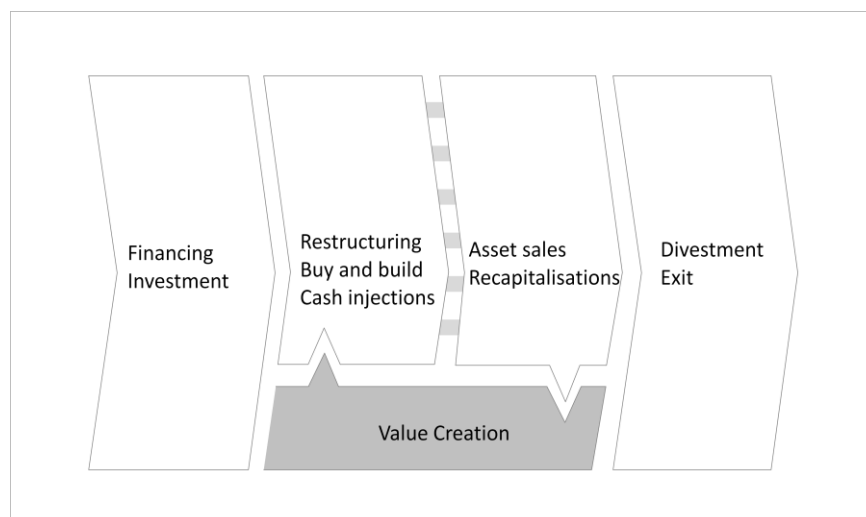 Financing
Investment
Restructuring
Buy and build
Cash injections
Asset sales
Recapitalisations
Divestment
Exit
Value Creation